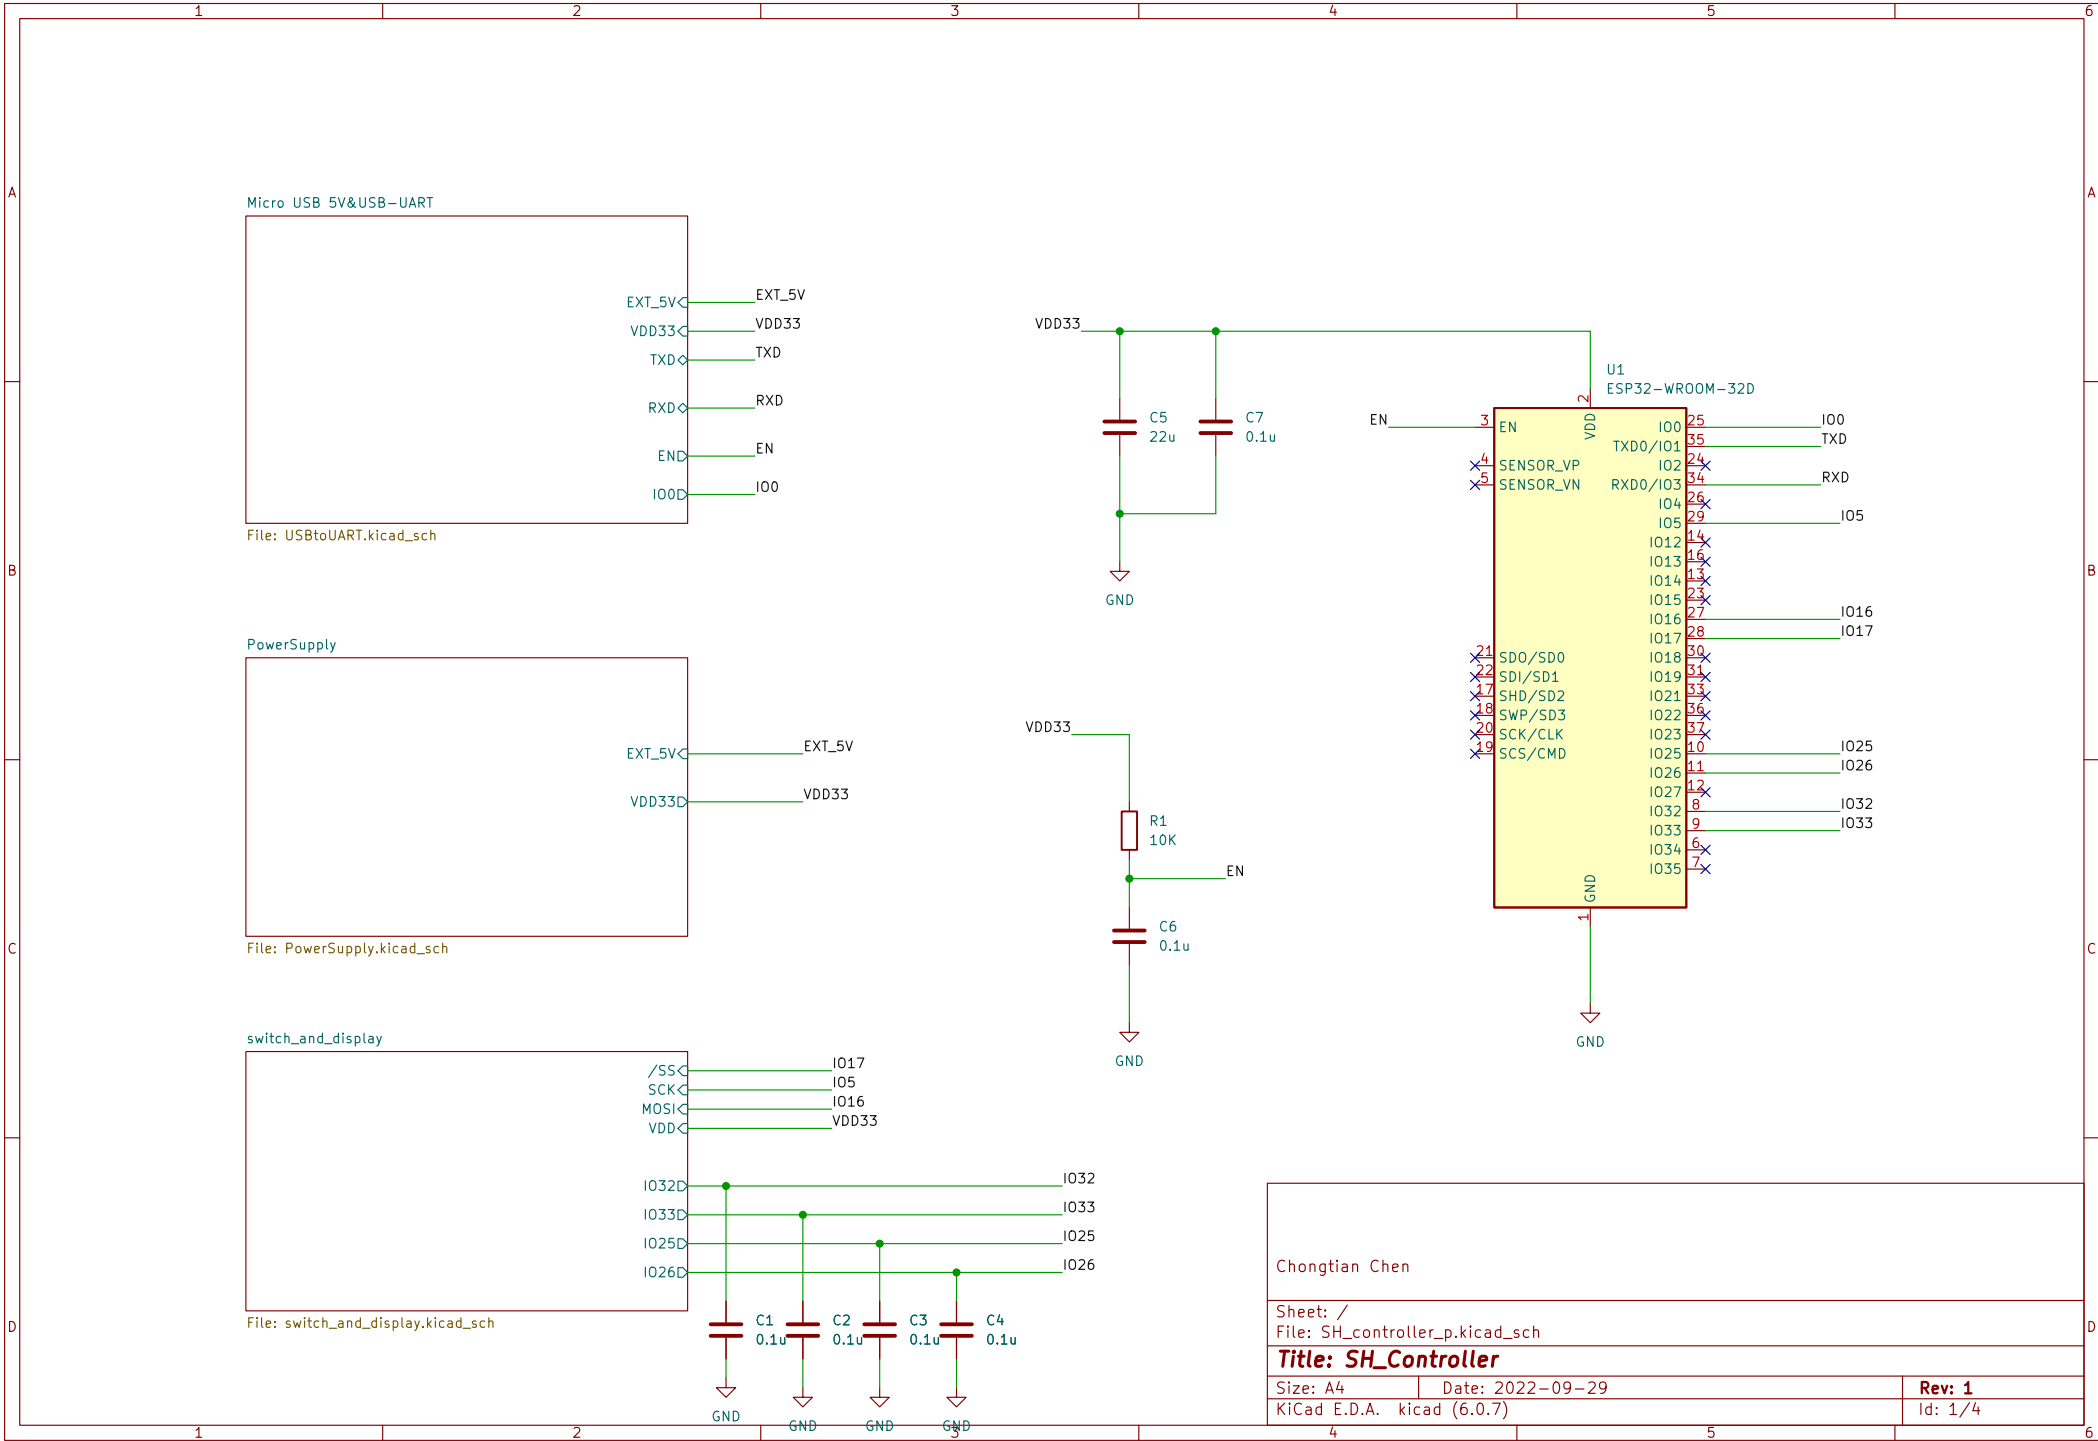 1 2 3 4 5 6
A A
B B
C C
D D
Micro USB 5V&USB-UART
EXT_5V EXT_5V
VDD33 VDD33
TXD TXD
RXD RXD
EN EN
IO0 IO0
File: USBtoUART.kicad_sch
PowerSupply
EXT_5V EXT_5V
VDD33 VDD33
File: PowerSupply.kicad_sch
switch_and_display
/SS IO17
SCK IO5
MOSI IO16
VDD VDD33
IO32 IO32
IO33 IO33
IO25 IO25
IO26 IO26
File: switch_and_display.kicad_sch
C1
0.1u
C2
0.1u
C3
0.1u
C4
0.1u
GND
GND
GND
GND
VDD33
C5
22u
C7
0.1u
GND
VDD33
R1
10K
EN
C6
0.1u
GND
U1
ESP32-WROOM-32D
2
VDD
EN 3 EN
4 SENSOR_VP
5 SENSOR_VN
21 SDO/SD0
22 SDI/SD1
17 SHD/SD2
18 SWP/SD3
20 SCK/CLK
19 SCS/CMD
IO0 25 IO0
TXD0/IO1 35 TXD
IO2 24
RXD0/IO3 34 RXD
IO4 26
IO5 29 IO5
IO12 14
IO13 16
IO14 13
IO15 23
IO16 27 IO16
IO17 28 IO17
IO18 30
IO19 31
IO21 33
IO22 36
IO23 37
IO25 10 IO25
IO26 11 IO26
IO27 12
IO32 8 IO32
IO33 9 IO33
IO34 6
IO35 7
GND
1
GND
Chongtian Chen
Sheet: /
File: SH_controller_p.kicad_sch
Title: SH_Controller
Size: A4 Date: 2022-09-29 Rev: 1
KiCad E.D.A. kicad (6.0.7) Id: 1/4
1 2 3 4 5 6